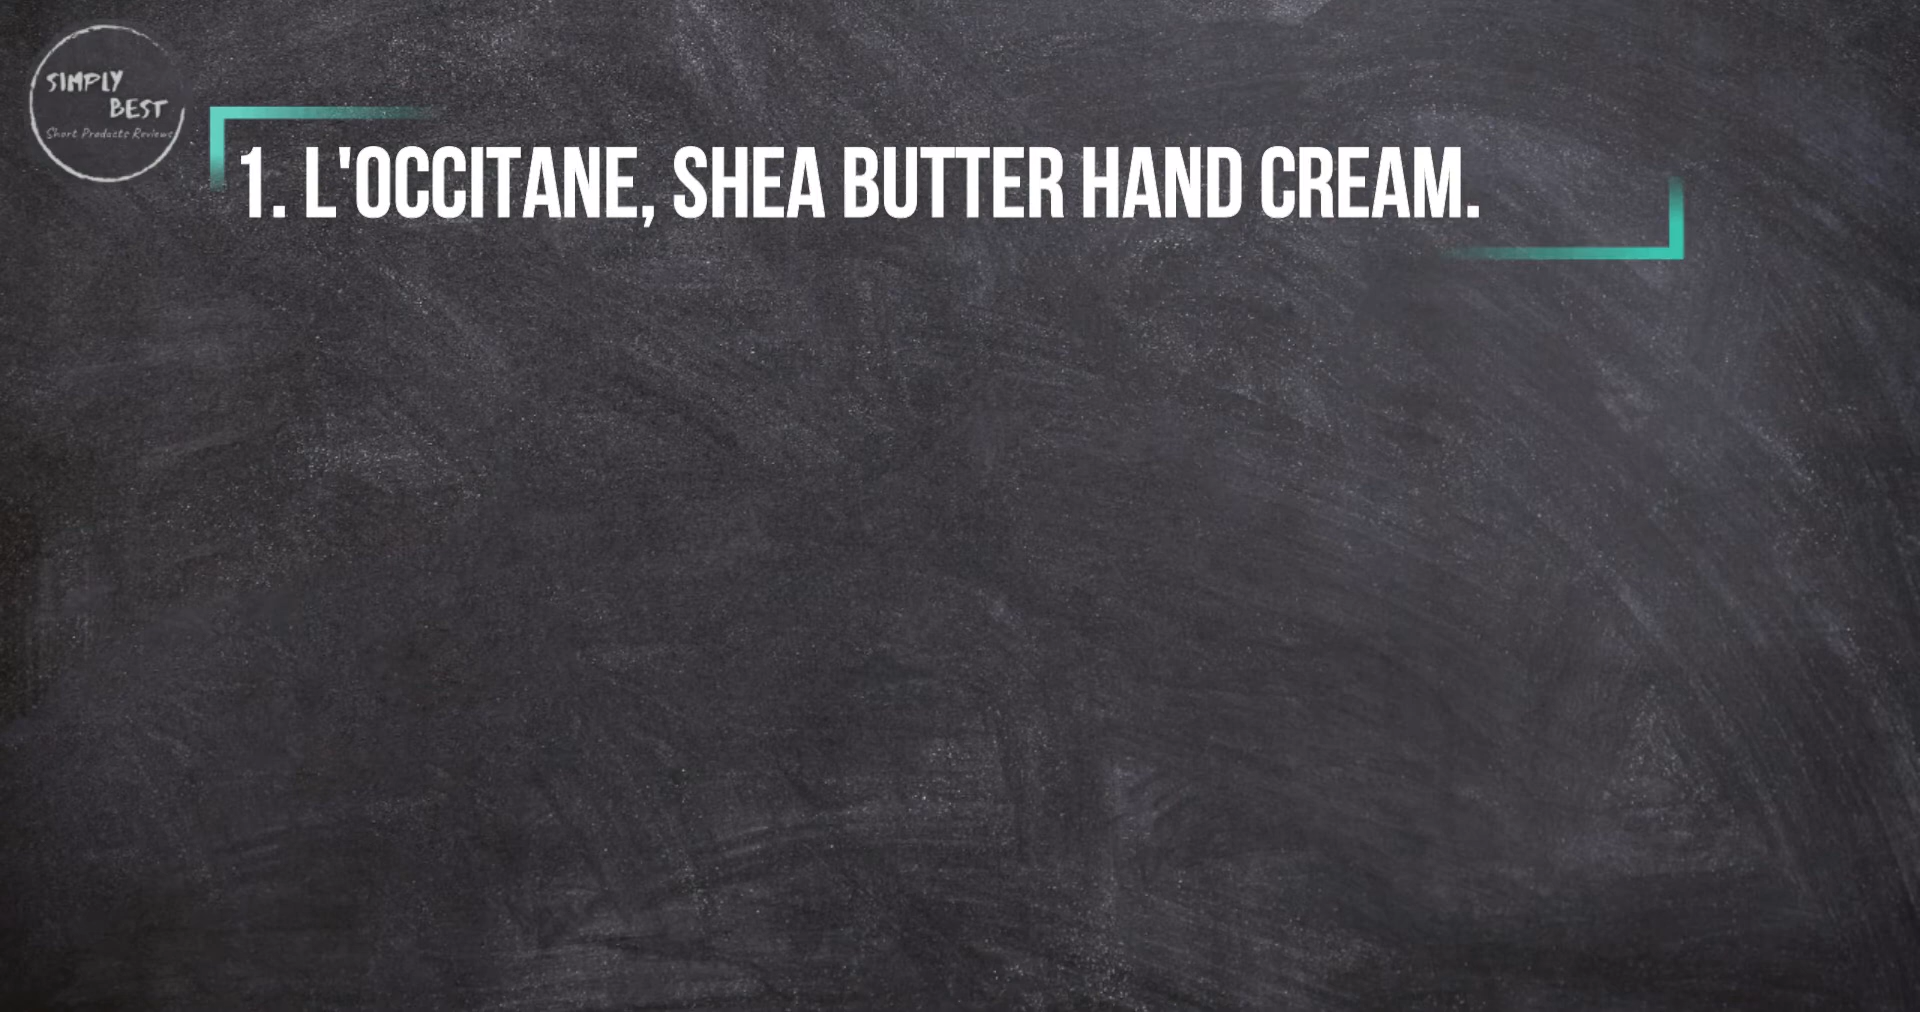 SIMPLY
BEST
Short Products Reviews
1. L'OCCITANE, SHEA BUTTER HAND CREAM.